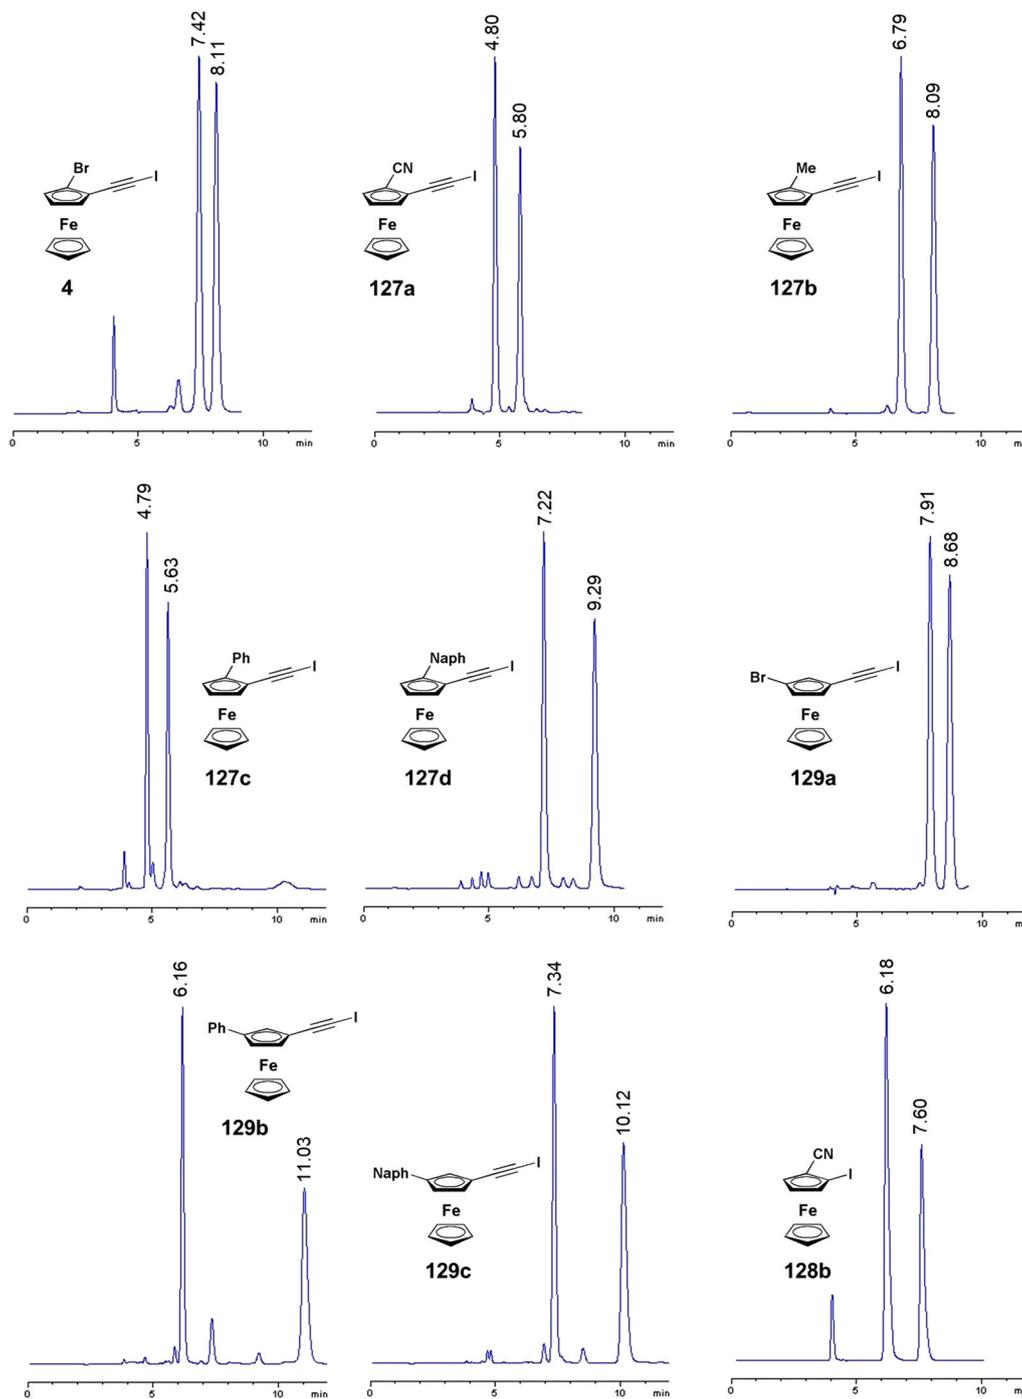 7.42
8.11
Br
I
Fe
4
0 5 10 min
4.80
5.80
CN
I
Fe
127a
0 5 10 min
6.79
8.09
Me
I
Fe
127b
0 5 10
4.79
5.63
Ph
I
Fe
127c
0 5 10 min
7.22
9.29
Naph
I
Fe
127d
0 5 10 min
7.91
8.68
Br
I
Fe
129a
0 5 10
6.16
11.03
Ph
I
Fe
129b
0 5 10 min
7.34
10.12
Naph
I
Fe
129c
0 5 10 min
6.18
7.60
CN
I
Fe
128b
0 5 10